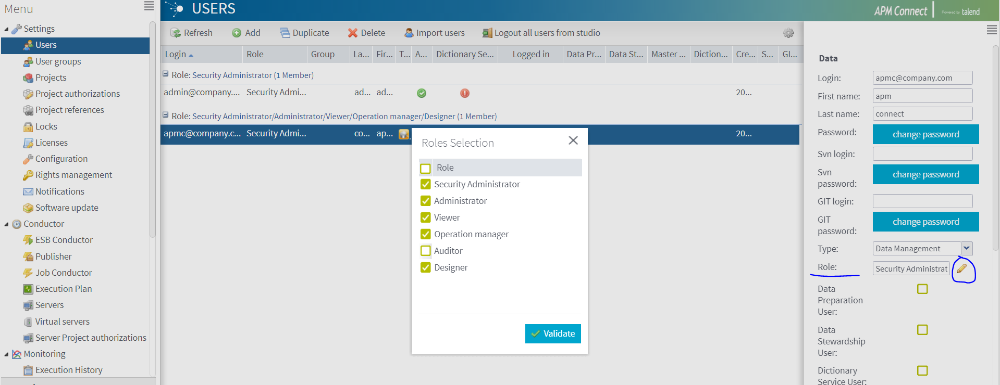 Menu
Settings
Users
User groups
Projects
Project authorizations
Project references
Locks
Licenses
Configuration
Rights management
Notifications
Software update
Conductor
ESB Conductor
Publisher
Job Conductor
Execution Plan
Servers
Virtual servers
Server Project authorizations
Monitoring
Execution History
USERS
APM Connect Powered by talend
Refresh Add Duplicate Delete Import users Logout all users from studio
Login Role Group La... Fir... T... A... Dictionary Se... Logged in Data Pr... Data St... Master ... Diction... Cre... S... GI...
Role: Security Administrator (1 Member)
admin@company.... Security Admi... ad... ad... 20...
Role: Security Administrator/Administrator/Viewer/Operation manager/Designer (1 Member)
apmc@company.c... Security Admi... co... ap... 20...
Roles Selection
Role
Security Administrator
Administrator
Viewer
Operation manager
Auditor
Designer
Validate
Data
Login: apmc@company.com
First name: apm
Last name: connect
Password: change password
Svn login:
Svn
password: change password
GIT login:
GIT
password: change password
Type: Data Management
Role: Security Administrat
Data
Preparation
User:
Data
Stewardship
User:
Dictionary
Service User: